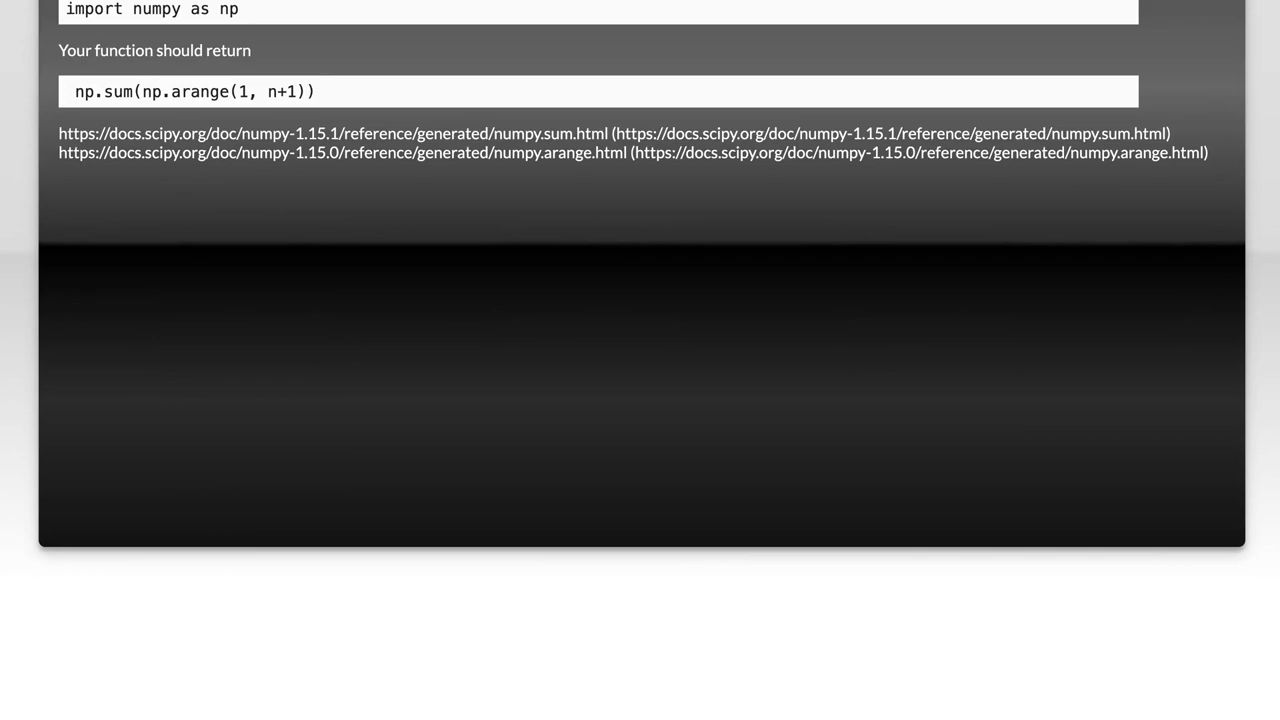 import numpy as np
Your function should return
np.sum(np.arange(1, n+1))
https://docs.scipy.org/doc/numpy-1.15.1/reference/generated/numpy.sum.html (https://docs.scipy.org/doc/numpy-1.15.1/reference/generated/numpy.sum.html)
https://docs.scipy.org/doc/numpy-1.15.0/reference/generated/numpy.arange.html (https://docs.scipy.org/doc/numpy-1.15.0/reference/generated/numpy.arange.html)